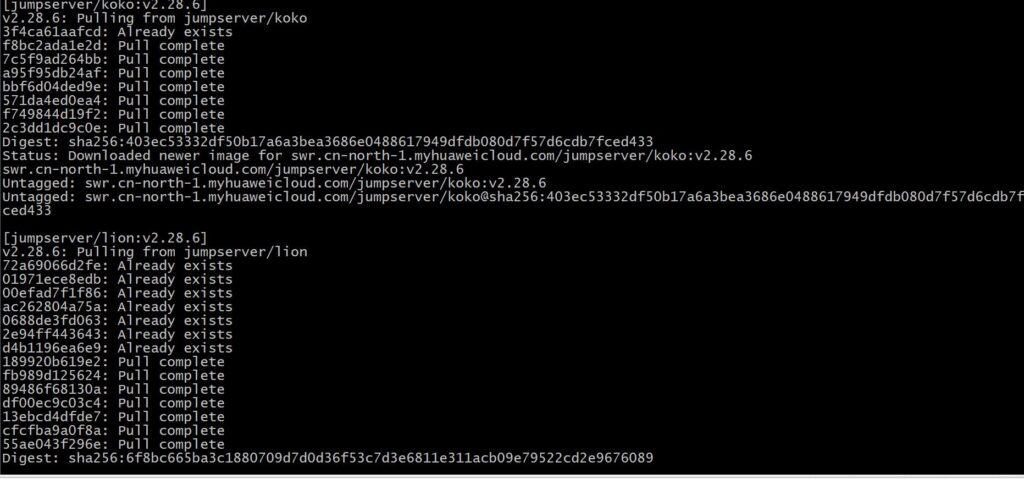 [jumpserver/koko:v2.28.6]
v2.28.6: Pulling from jumpserver/koko
3f4ca61aafcd: Already exists
f8bc2ada1e2d: Pull complete
7c5f9ad264bb: Pull complete
a95f95db24af: Pull complete
bbf6d04ded9e: Pull complete
571da4ed0ea4: Pull complete
f749844d19f2: Pull complete
2c3dd1dc9c0e: Pull complete
Digest: sha256:403ec53332df50b17a6a3bea3686e0488617949dfdb080d7f57d6cdb7fced433
Status: Downloaded newer image for swr.cn-north-1.myhuaweicloud.com/jumpserver/koko:v2.28.6
swr.cn-north-1.myhuaweicloud.com/jumpserver/koko:v2.28.6
Untagged: swr.cn-north-1.myhuaweicloud.com/jumpserver/koko:v2.28.6
Untagged: swr.cn-north-1.myhuaweicloud.com/jumpserver/koko@sha256:403ec53332df50b17a6a3bea3686e0488617949dfdb080d7f57d6cdb7f
ced433
[jumpserver/lion:v2.28.6]
v2.28.6: Pulling from jumpserver/lion
72a69066d2fe: Already exists
01971ece8edb: Already exists
00efad7f1f86: Already exists
ac262804a75a: Already exists
0688de3fd063: Already exists
2e94ff443643: Already exists
d4b1196ea6e9: Already exists
189920b619e2: Pull complete
fb989d125624: Pull complete
89486f68130a: Pull complete
df00ec9c03c4: Pull complete
13ebcd4dfde7: Pull complete
cfcfba9a0f8a: Pull complete
55ae043f296e: Pull complete
Digest: sha256:6f8bc665ba3c1880709d7d0d36f53c7d3e6811e311acb09e79522cd2e9676089